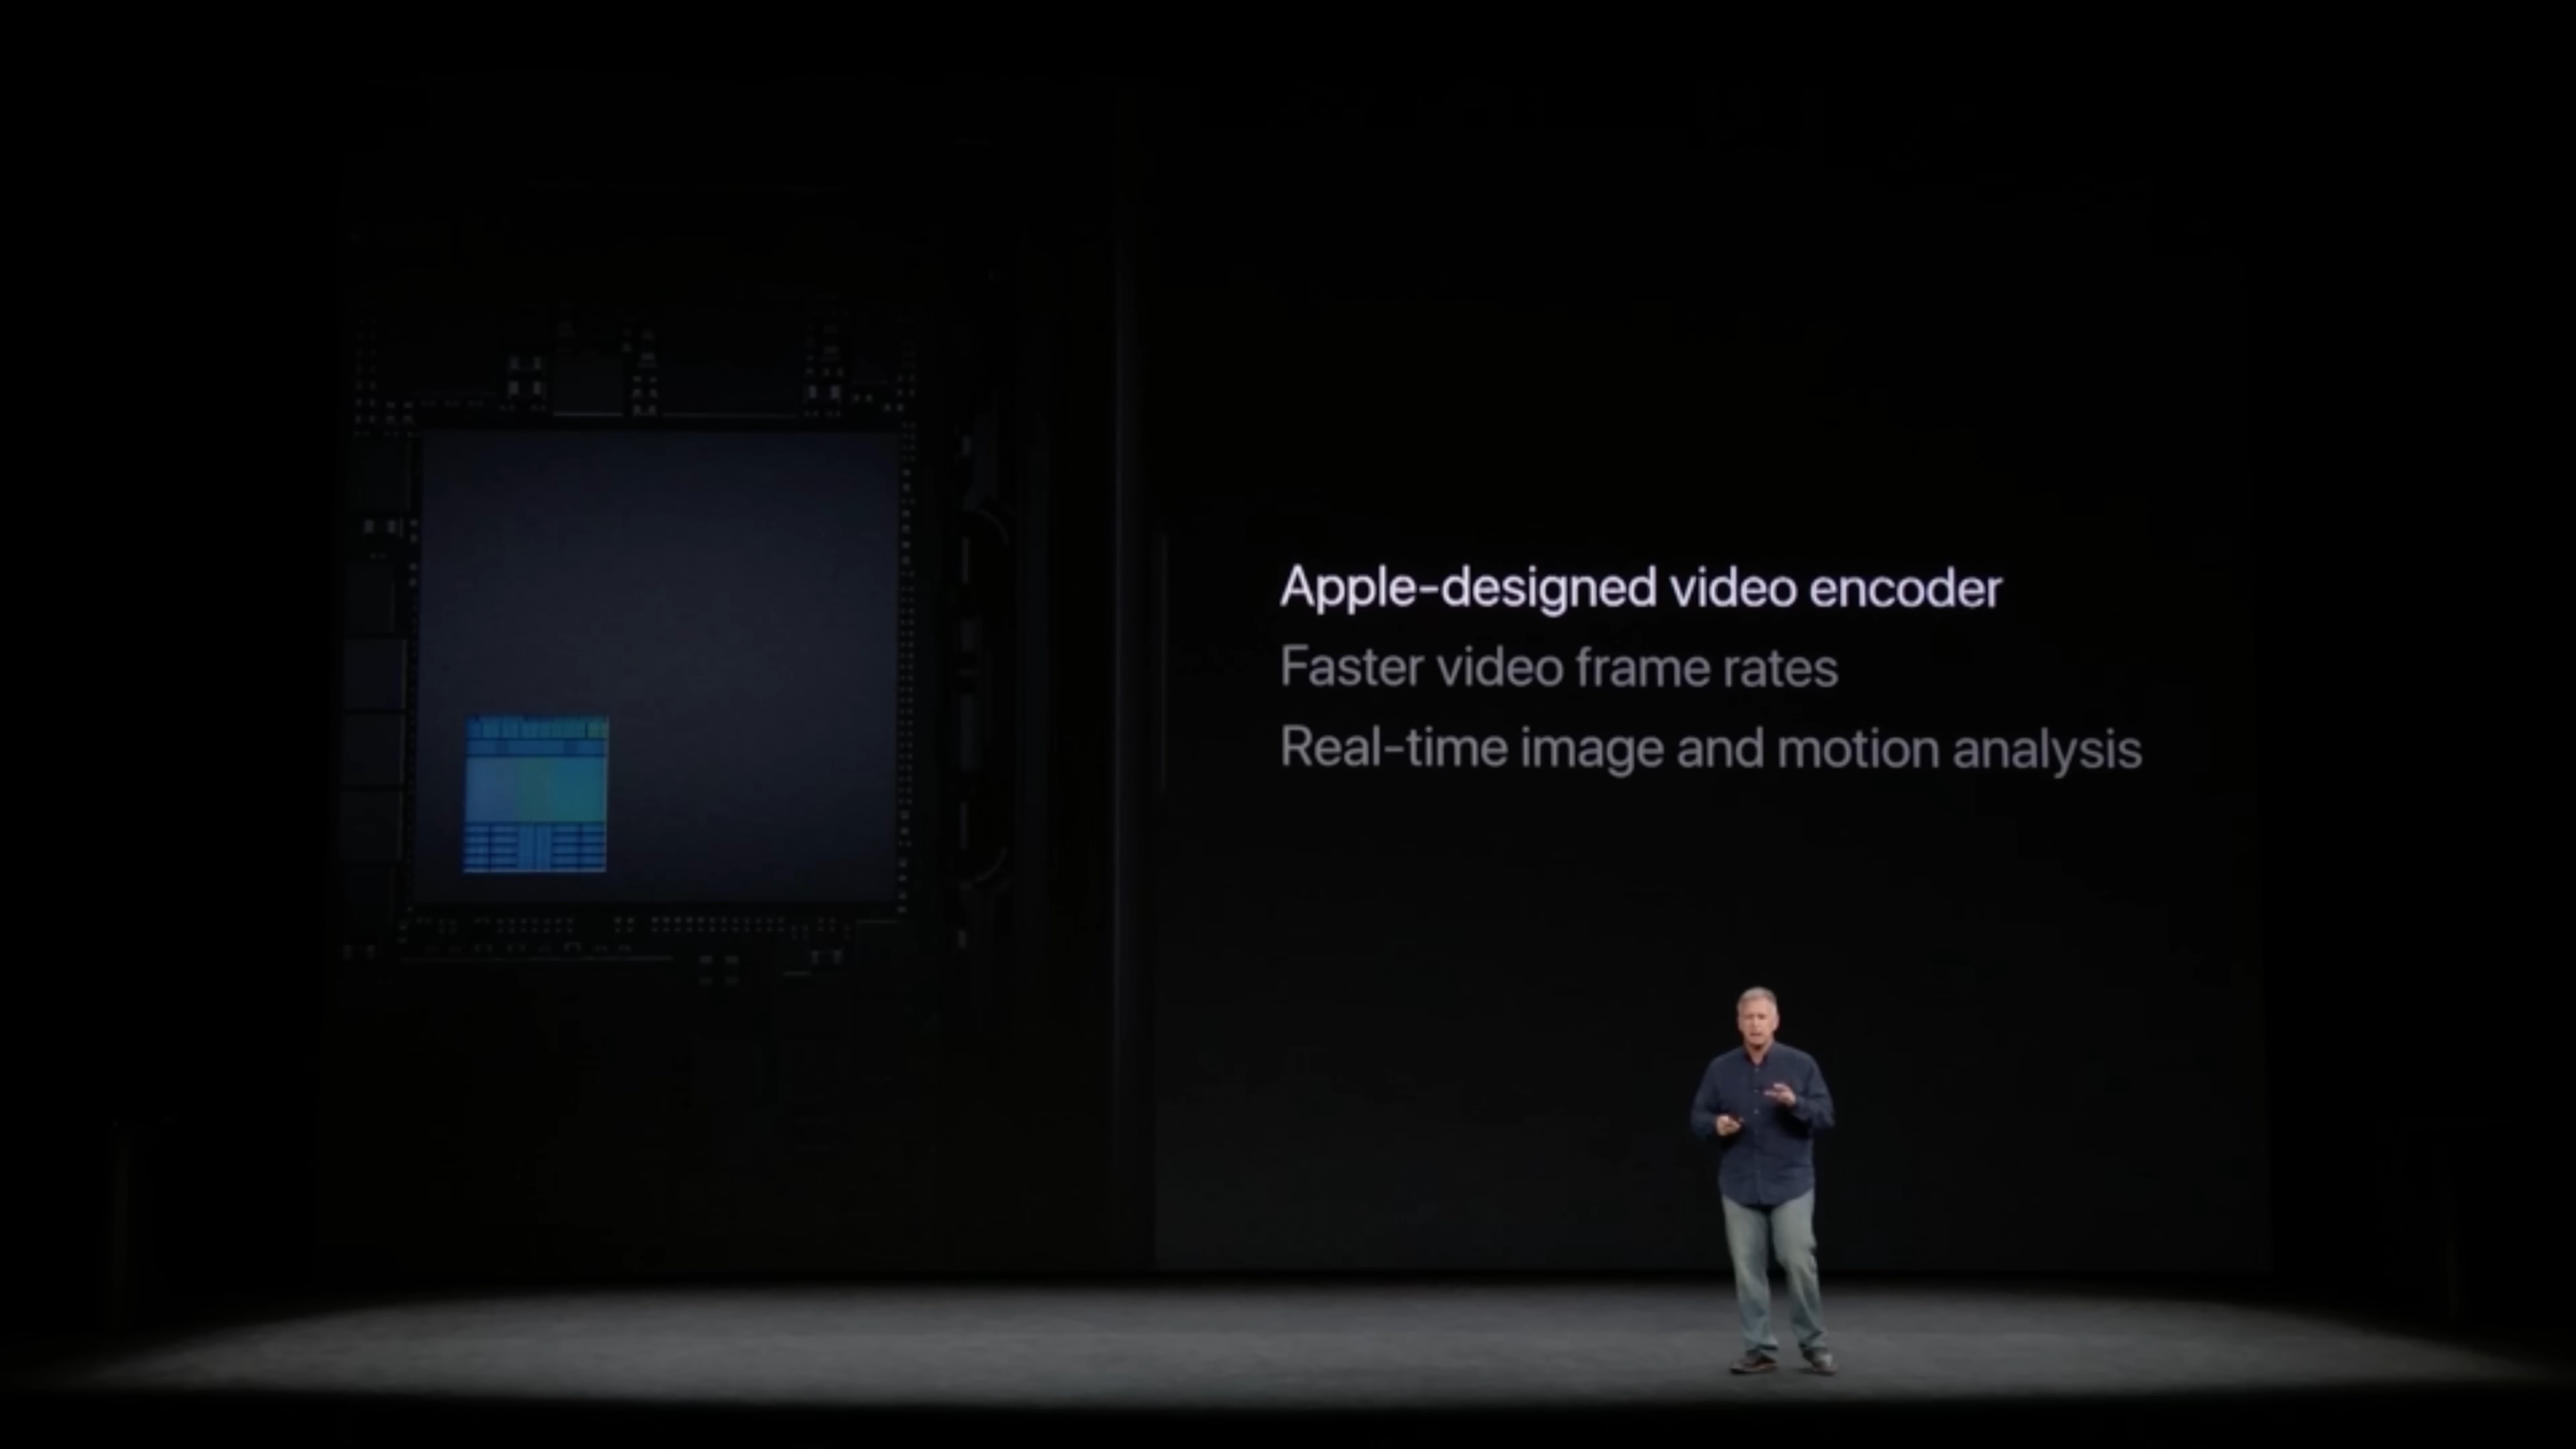 Apple-designed video encoder
Faster video frame rates
Real-time image and motion analysis